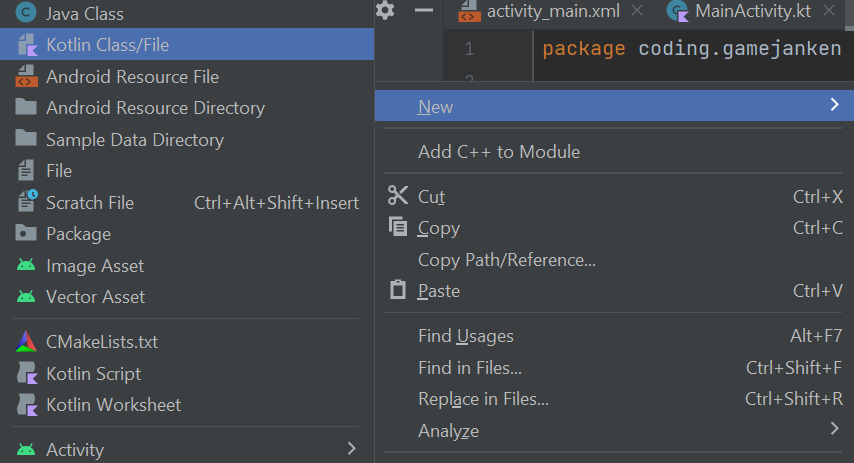 Java Class
Kotlin Class/File
Android Resource File
Android Resource Directory
Sample Data Directory
File
Scratch File Ctrl+Alt+Shift+Insert
Package
Image Asset
Vector Asset
CMakeLists.txt
Kotlin Script
Kotlin Worksheet
Activity
activity_main.xml
MainActivity.kt
1 package coding.gamejanken
New
Add C++ to Module
Cut Ctrl+X
Copy Ctrl+C
Copy Path/Reference...
Paste Ctrl+V
Find Usages Alt+F7
Find in Files... Ctrl+Shift+F
Replace in Files... Ctrl+Shift+R
Analyze